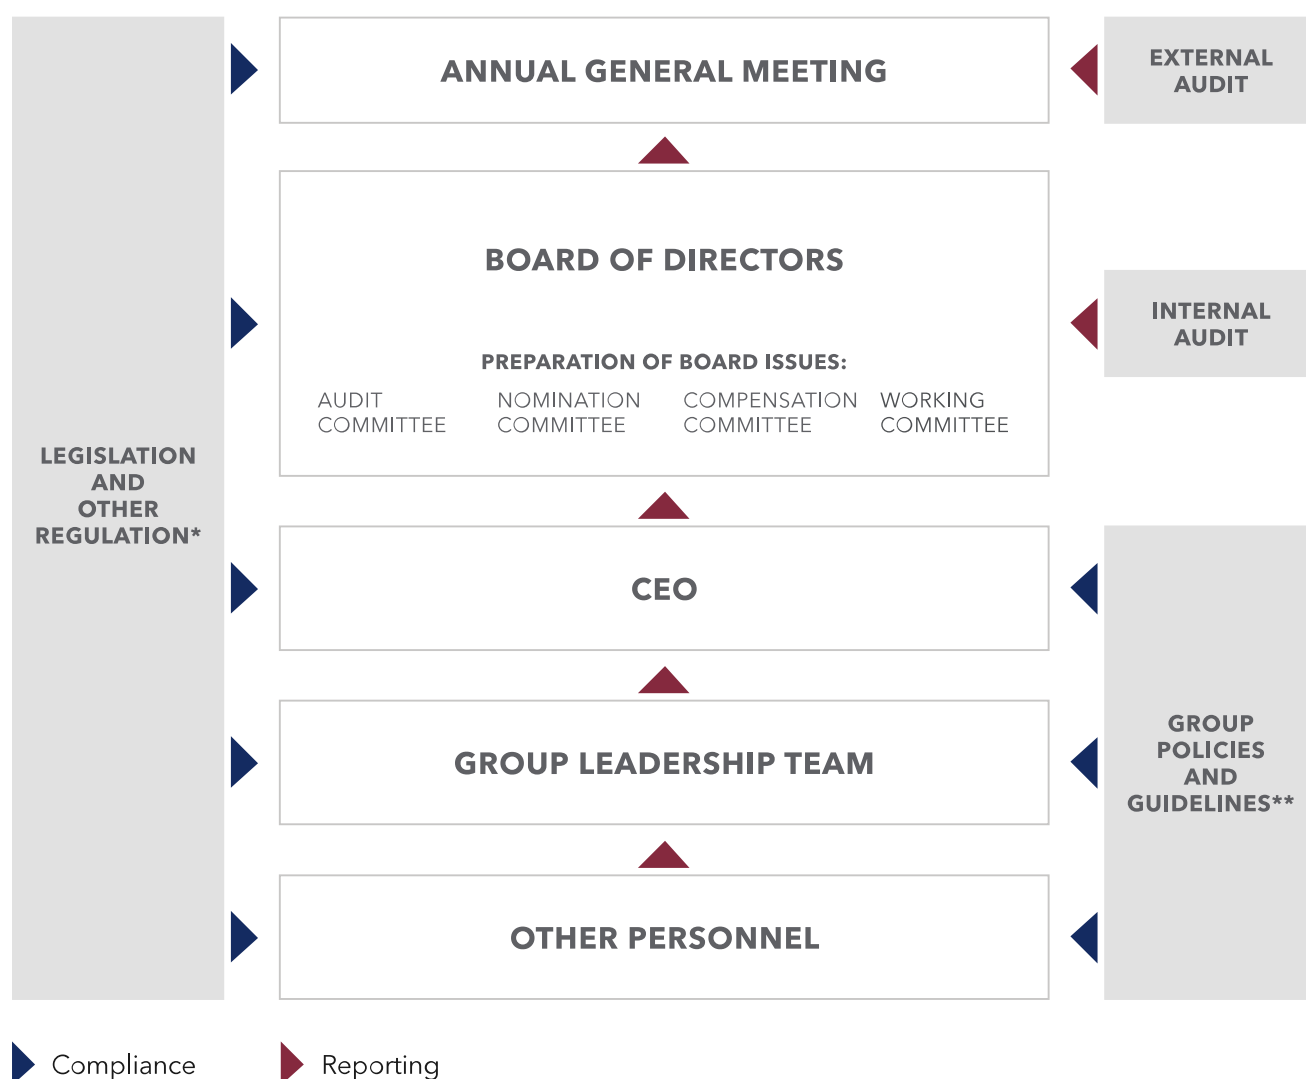 ANNUAL GENERAL MEETING
EXTERNAL
AUDIT
BOARD OF DIRECTORS
INTERNAL
AUDIT
PREPARATION OF BOARD ISSUES:
AUDIT
COMMITTEE
NOMINATION
COMMITTEE
COMPENSATION
COMMITTEE
WORKING
COMMITTEE
LEGISLATION
AND
OTHER
REGULATION*
CEO
GROUP LEADERSHIP TEAM
GROUP
POLICIES
AND
GUIDELINES**
OTHER PERSONNEL
Compliance
Reporting